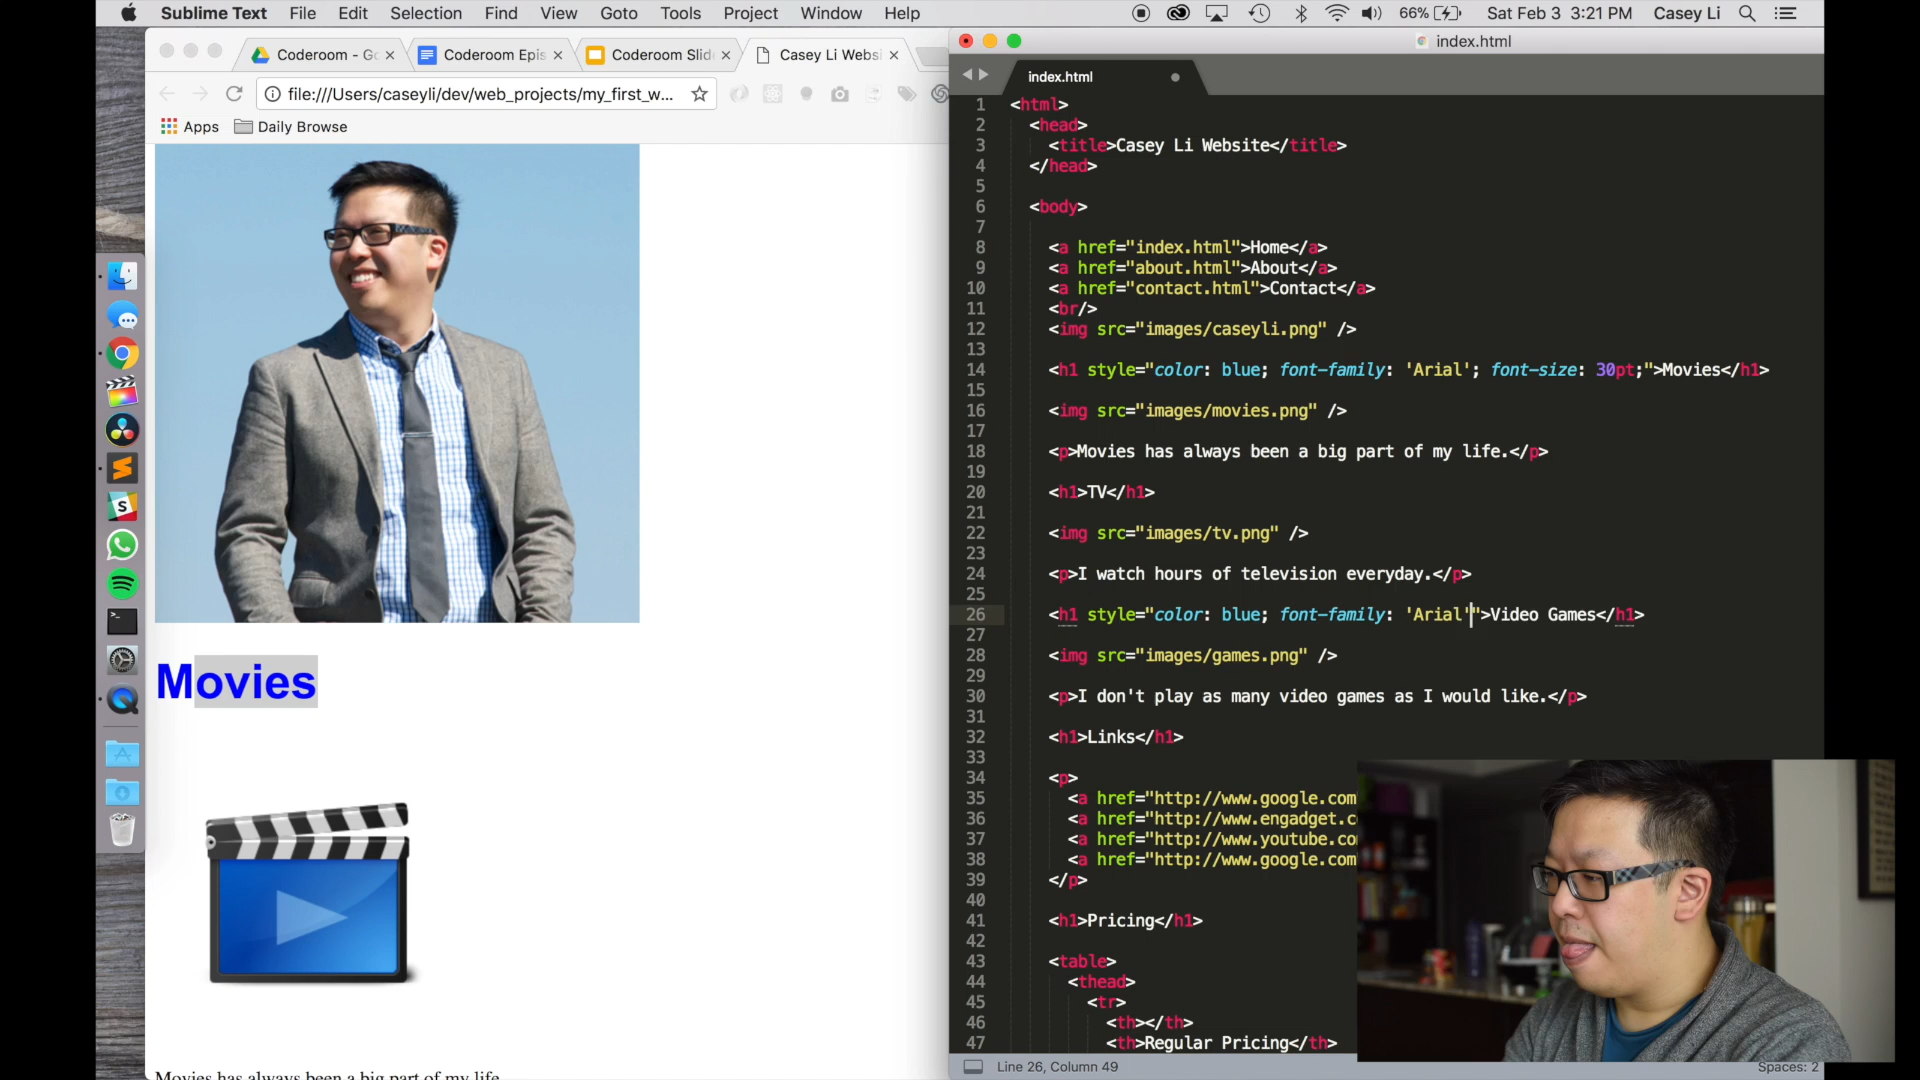 Sublime Text File Edit Selection Find View Goto Tools Project Window Help 66% Sat Feb 3 3:21 PM Casey Li
Coderoom - Go Coderoom Epis Coderoom Slid Casey Li Websi
file:///Users/caseyli/dev/web_projects/my_first_w...
Apps Daily Browse
Movies
Movies has always been a big part of my life.
index.html
index.html
1 <html>
2 <head>
3 <title>Casey Li Website</title>
4 </head>
5
6 <body>
7
8 <a href="index.html">Home</a>
9 <a href="about.html">About</a>
10 <a href="contact.html">Contact</a>
11 <br/>
12 <img src="images/caseyli.png" />
13
14 <h1 style="color: blue; font-family: 'Arial'; font-size: 30pt;">Movies</h1>
15
16 <img src="images/movies.png" />
17
18 <p>Movies has always been a big part of my life.</p>
19
20 <h1>TV</h1>
21
22 <img src="images/tv.png" />
23
24 <p>I watch hours of television everyday.</p>
25
26 <h1 style="color: blue; font-family: 'Arial'">Video Games</h1>
27
28 <img src="images/games.png" />
29
30 <p>I don't play as many video games as I would like.</p>
31
32 <h1>Links</h1>
33
34 <p>
35 <a href="http://www.google.com
36 <a href="http://www.engadget.c
37 <a href="http://www.youtube.co
38 <a href="http://www.google.com
39 </p>
40
41 <h1>Pricing</h1>
42
43 <table>
44 <thead>
45 <tr>
46 <th></th>
47 <th>Regular Pricing</th>
Line 26, Column 49 Spaces: 2